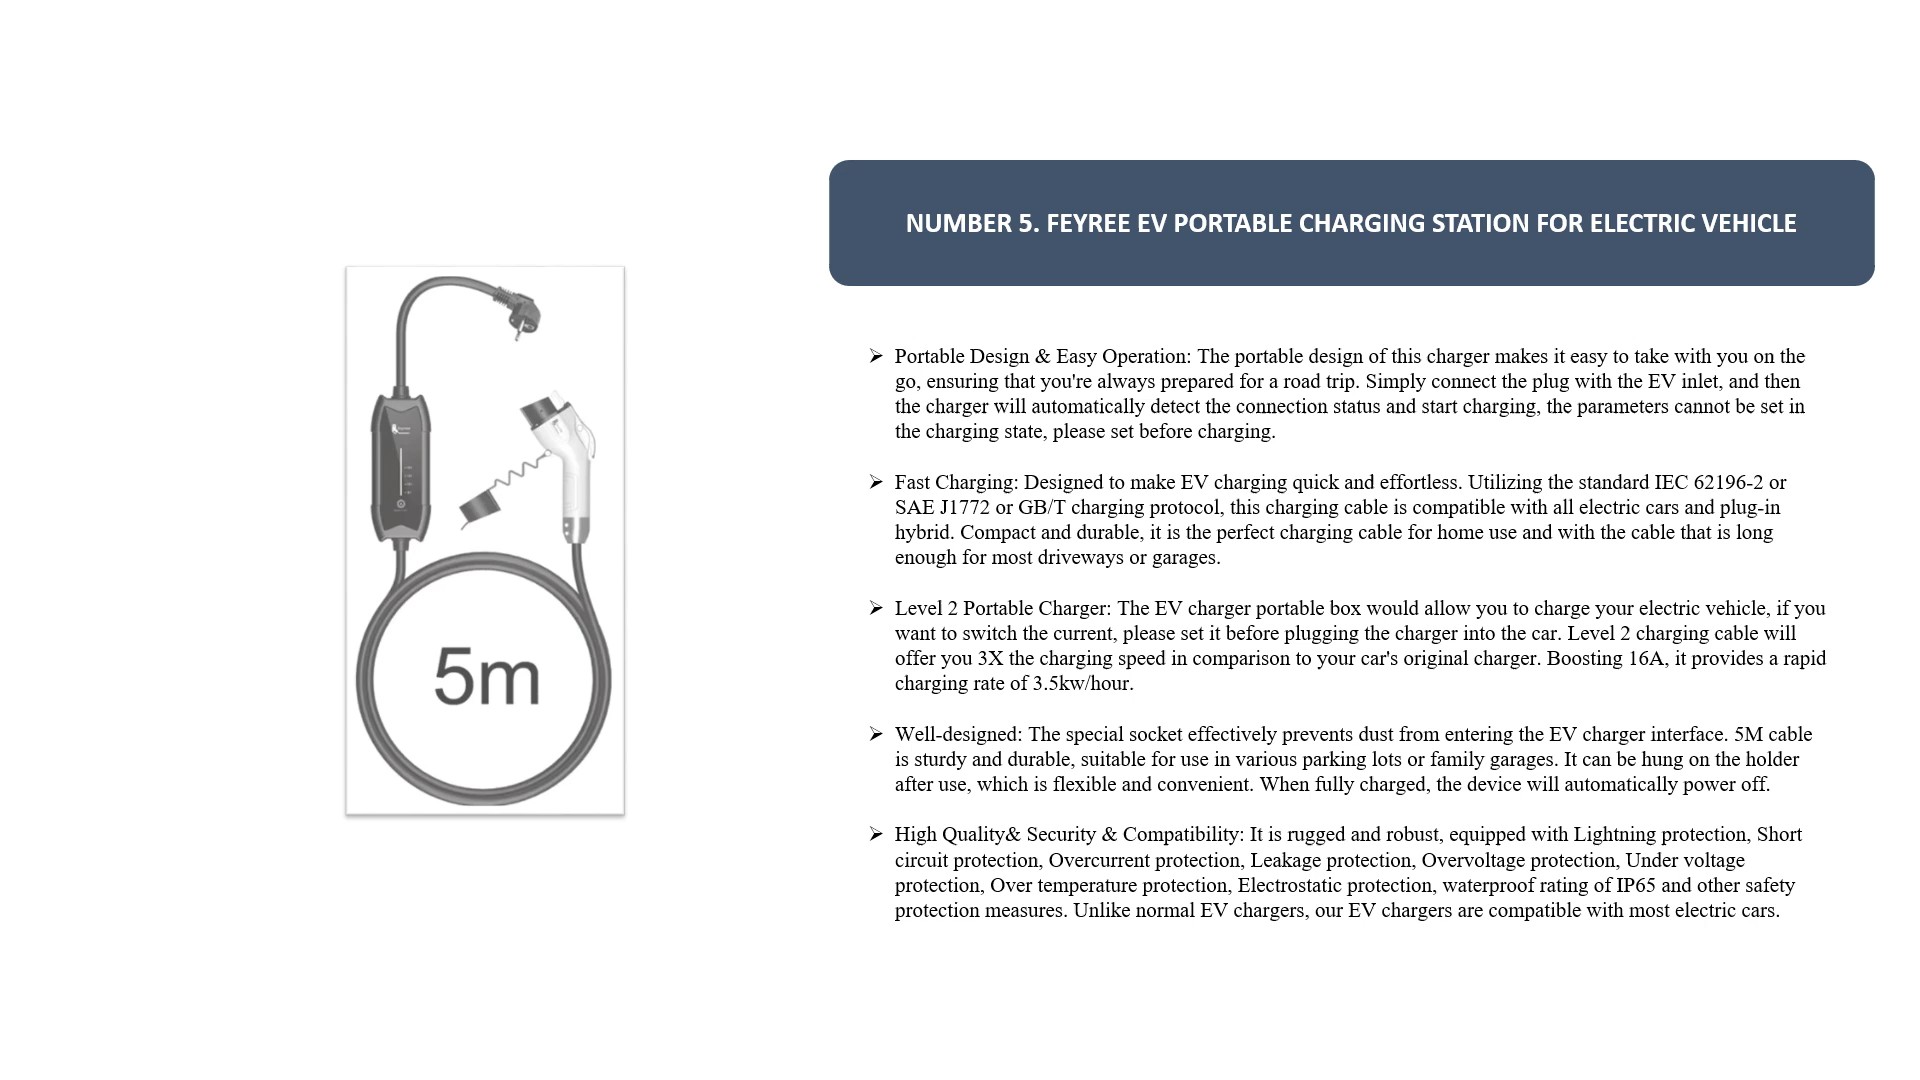 NUMBER 5. FEYREE EV PORTABLE CHARGING STATION FOR ELECTRIC VEHICLE
5m
➢ Portable Design & Easy Operation: The portable design of this charger makes it easy to take with you on the
go, ensuring that you're always prepared for a road trip. Simply connect the plug with the EV inlet, and then
the charger will automatically detect the connection status and start charging, the parameters cannot be set in
the charging state, please set before charging.
➢ Fast Charging: Designed to make EV charging quick and effortless. Utilizing the standard IEC 62196-2 or
SAE J1772 or GB/T charging protocol, this charging cable is compatible with all electric cars and plug-in
hybrid. Compact and durable, it is the perfect charging cable for home use and with the cable that is long
enough for most driveways or garages.
➢ Level 2 Portable Charger: The EV charger portable box would allow you to charge your electric vehicle, if you
want to switch the current, please set it before plugging the charger into the car. Level 2 charging cable will
offer you 3X the charging speed in comparison to your car's original charger. Boosting 16A, it provides a rapid
charging rate of 3.5kw/hour.
➢ Well-designed: The special socket effectively prevents dust from entering the EV charger interface. 5M cable
is sturdy and durable, suitable for use in various parking lots or family garages. It can be hung on the holder
after use, which is flexible and convenient. When fully charged, the device will automatically power off.
➢ High Quality& Security & Compatibility: It is rugged and robust, equipped with Lightning protection, Short
circuit protection, Overcurrent protection, Leakage protection, Overvoltage protection, Under voltage
protection, Over temperature protection, Electrostatic protection, waterproof rating of IP65 and other safety
protection measures. Unlike normal EV chargers, our EV chargers are compatible with most electric cars.